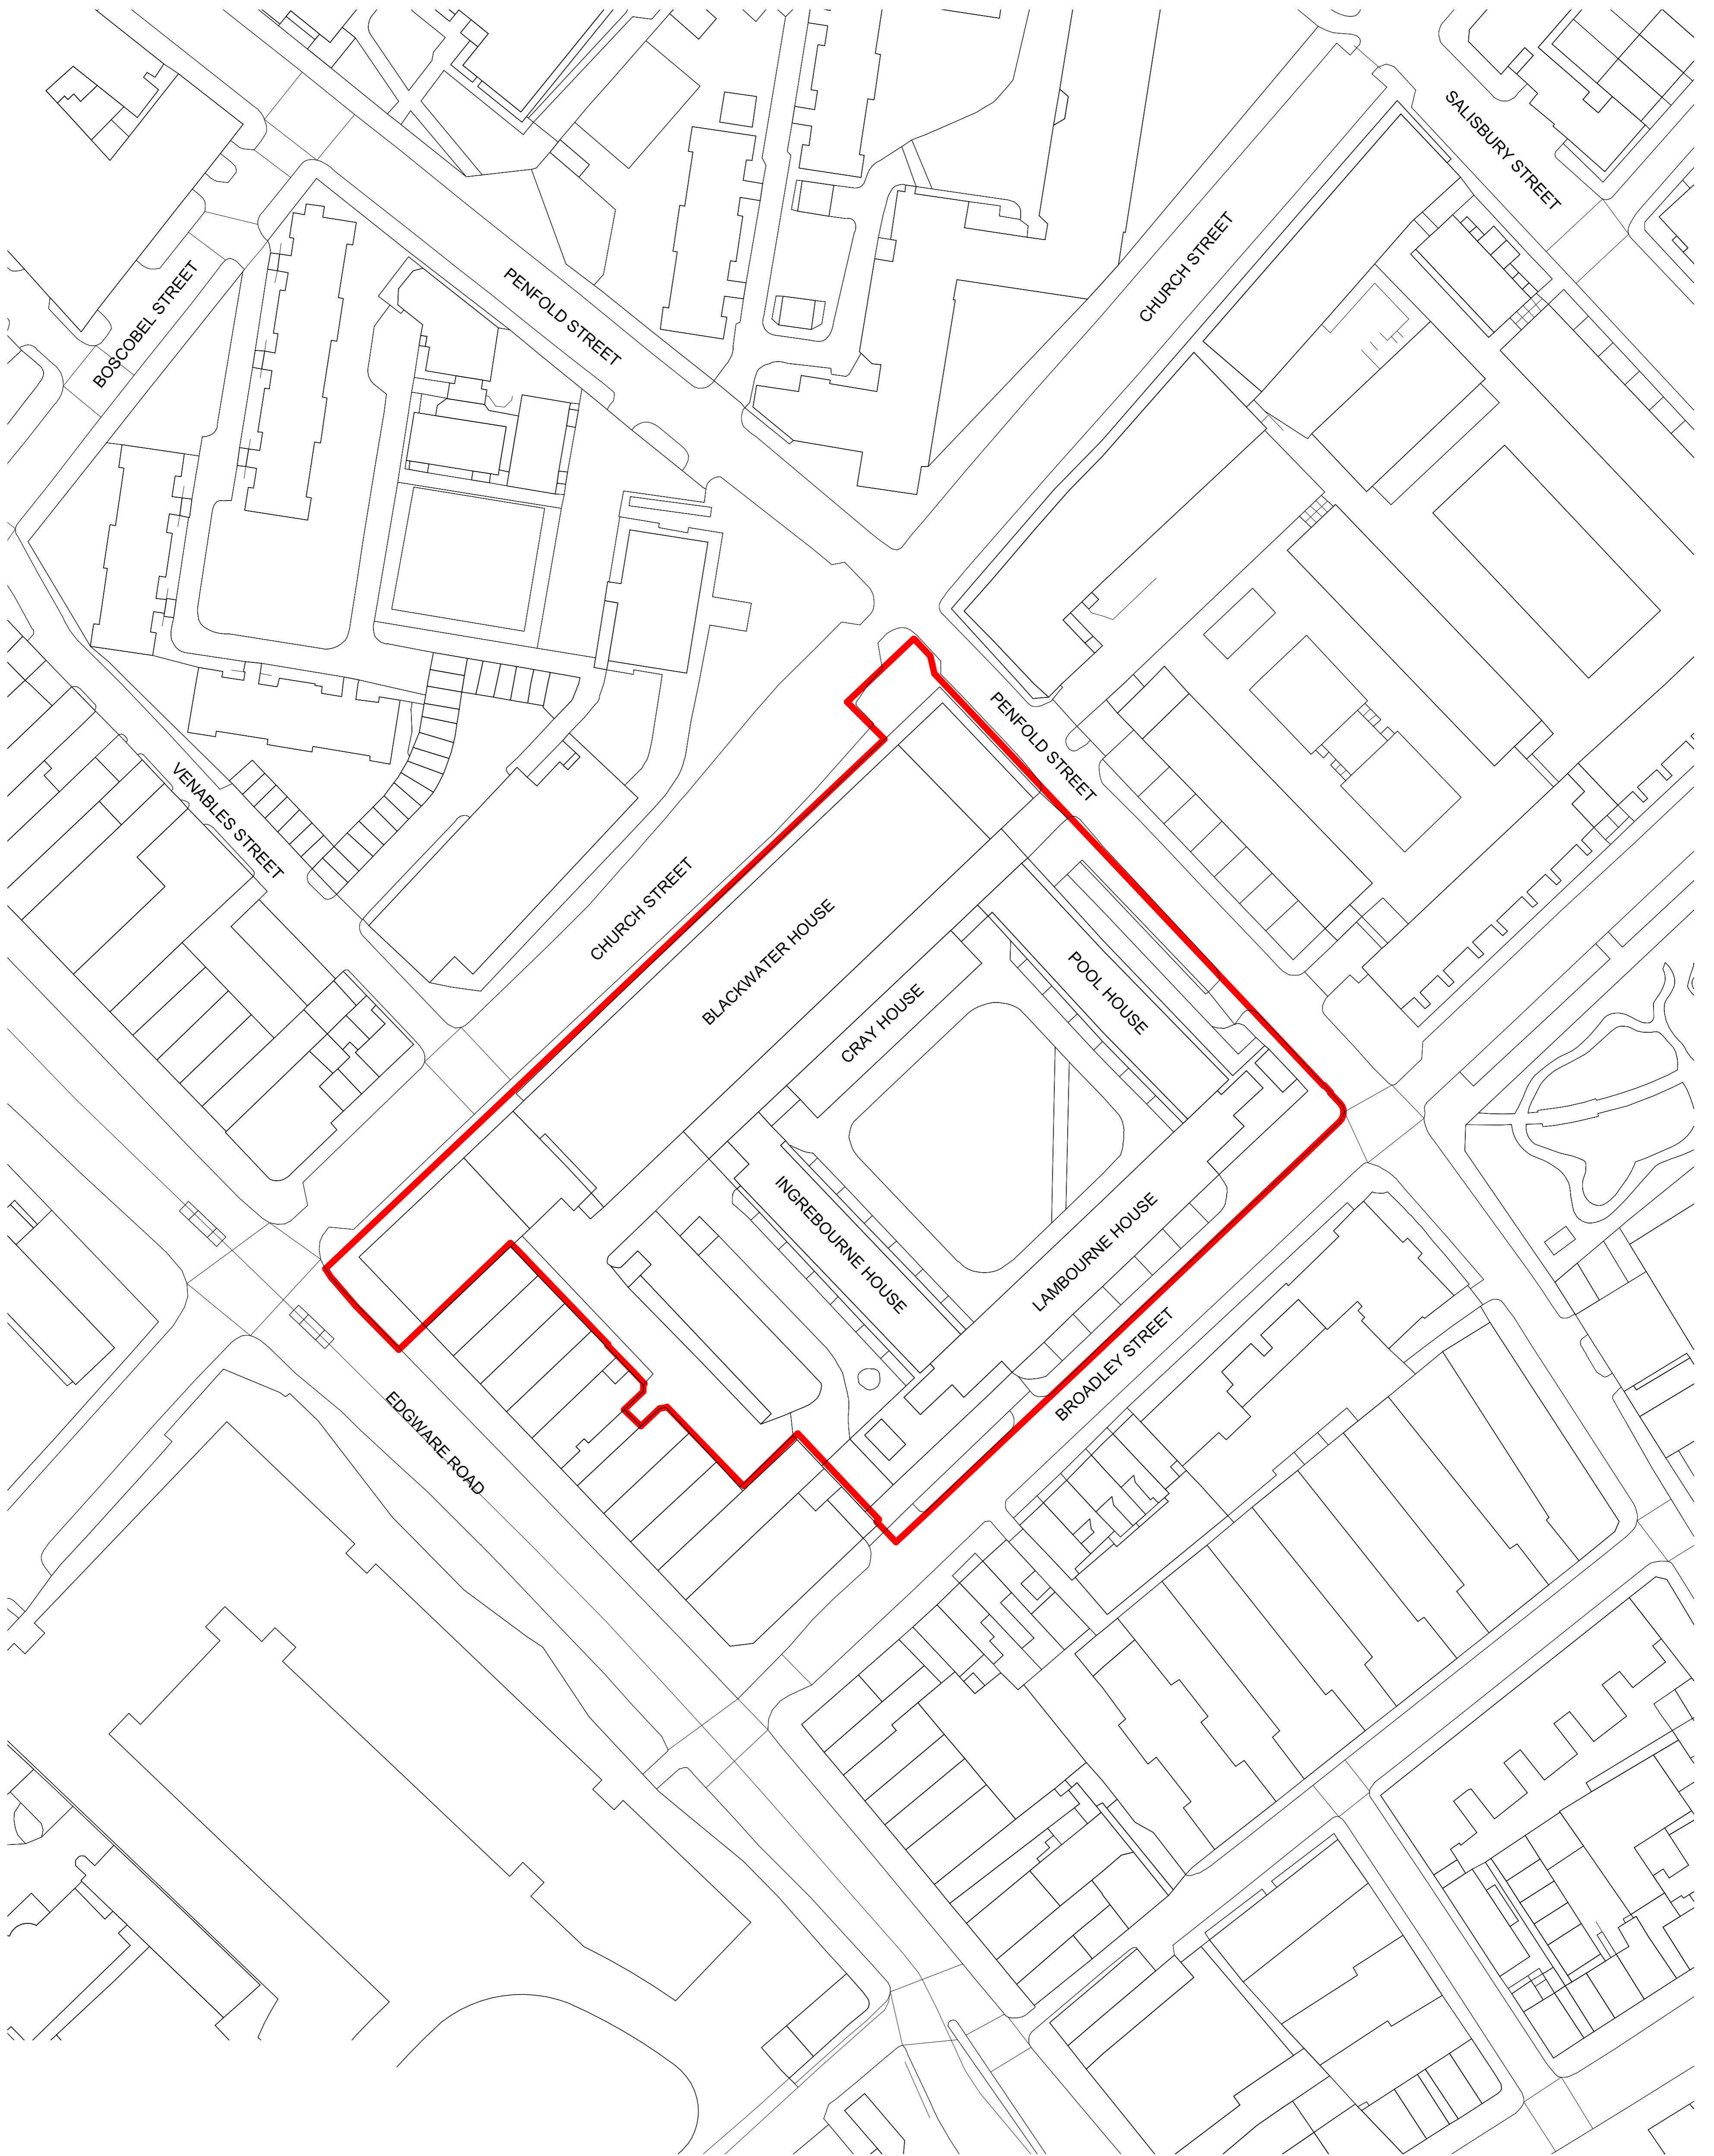 SALISBURY STREET
CHURCH STREET
PENFOLD STREET
BOSCOBEL STREET
PENFOLD STREET
VENABLES STREET
CHURCH STREET
BLACKWATER HOUSE
POOL HOUSE
CRAY HOUSE
INGREBOURNE HOUSE
LAMBOURNE HOUSE
BROADLEY STREET
EDGWARE ROAD